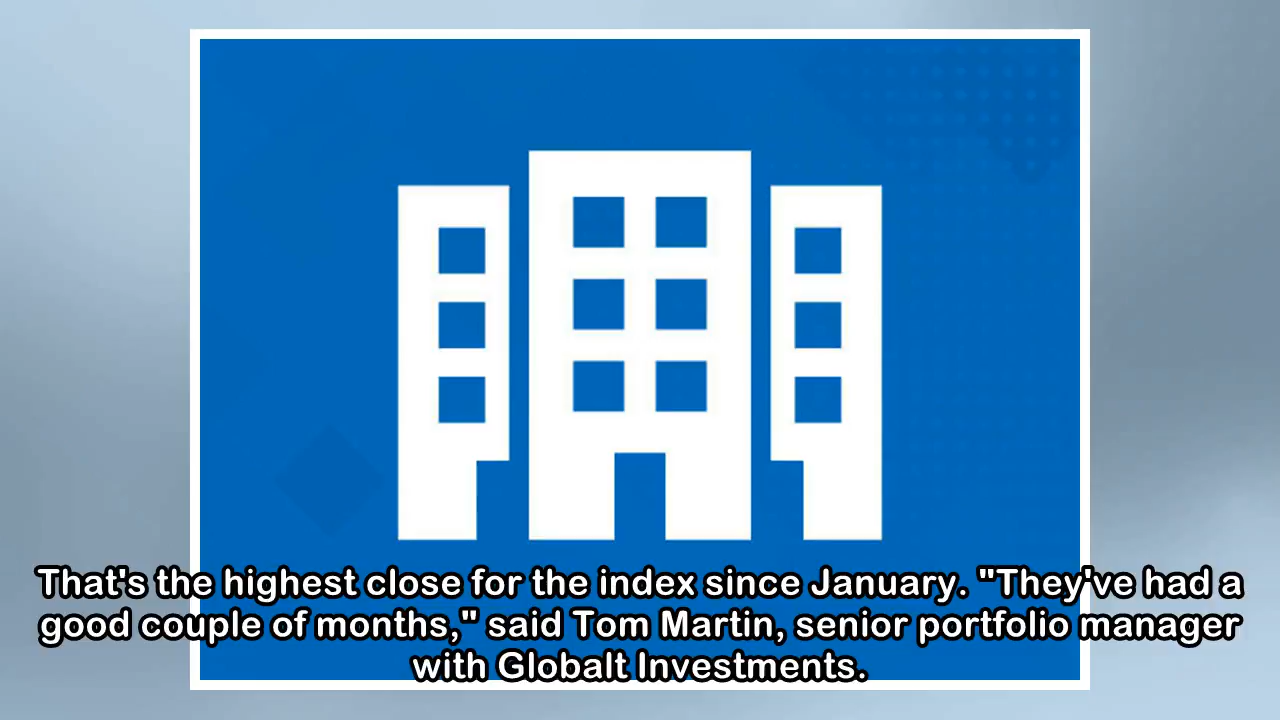 That's the highest close for the index since January. "They've had a
good couple of months," said Tom Martin, senior portfolio manager
with Globalt Investments.